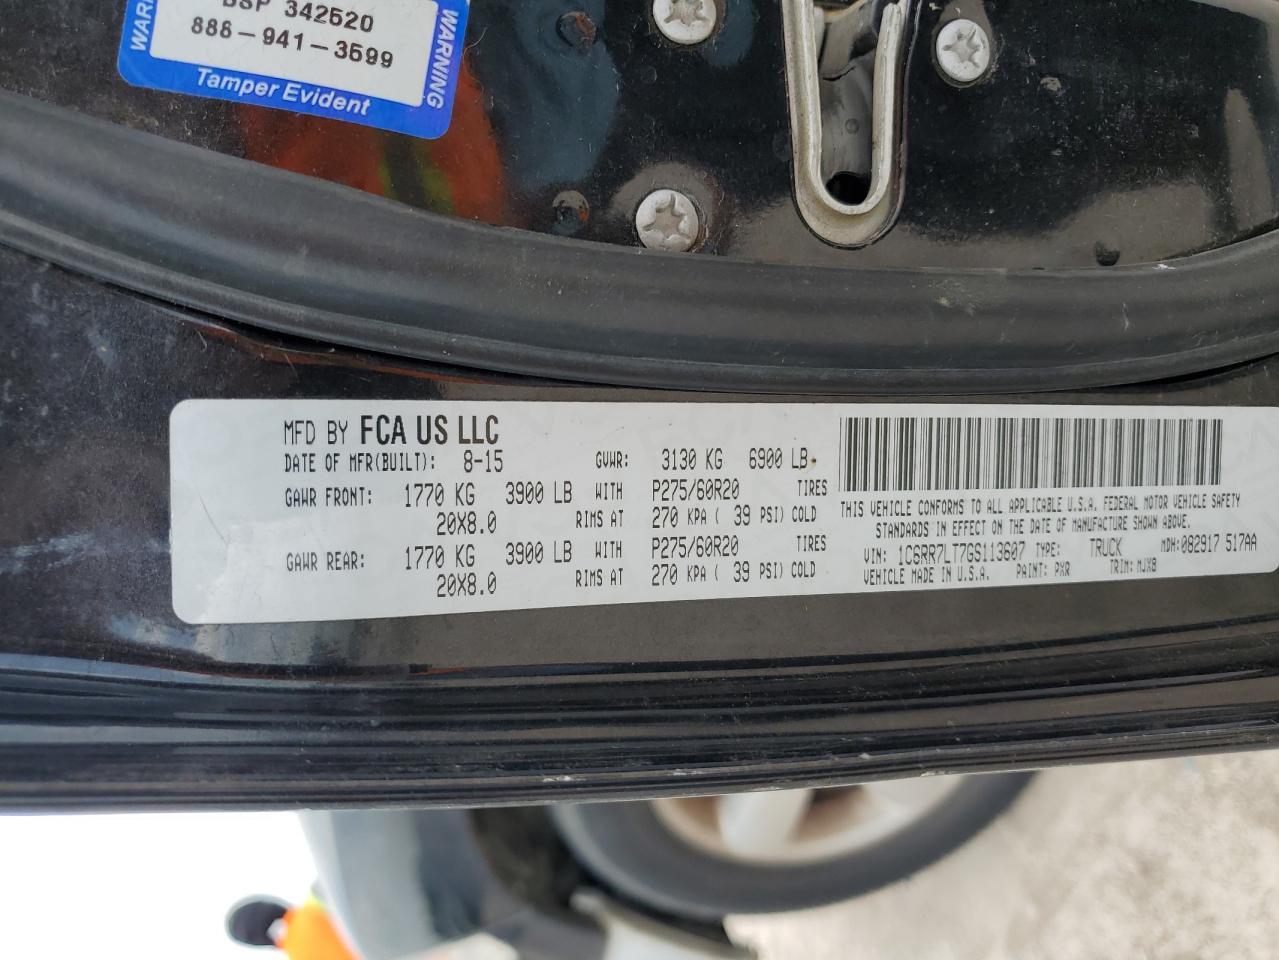 WARNING
342520
888-941-3599
Tamper Evident
WARNING
MFD BY FCA US LLC
DATE OF MFR(BUILT): 8-15 GVWR: 3130 KG 6900 LB
GAWR FRONT: 1770 KG 3900 LB WITH P275/60R20 TIRES
20X8.0 RIMS AT 270 KPA ( 39 PSI) COLD
GAWR REAR: 1770 KG 3900 LB WITH P275/60R20 TIRES
20X8.0 RIMS AT 270 KPA ( 39 PSI) COLD
THIS VEHICLE CONFORMS TO ALL APPLICABLE U.S.A. FEDERAL MOTOR VEHICLE SAFETY
STANDARDS IN EFFECT ON THE DATE OF MANUFACTURE SHOWN ABOVE.
VIN: 1C6RR7LT7GS113607 TYPE: TRUCK MDH:082917 517AA
VEHICLE MADE IN U.S.A. PAINT: PXR TRIM: MJX8